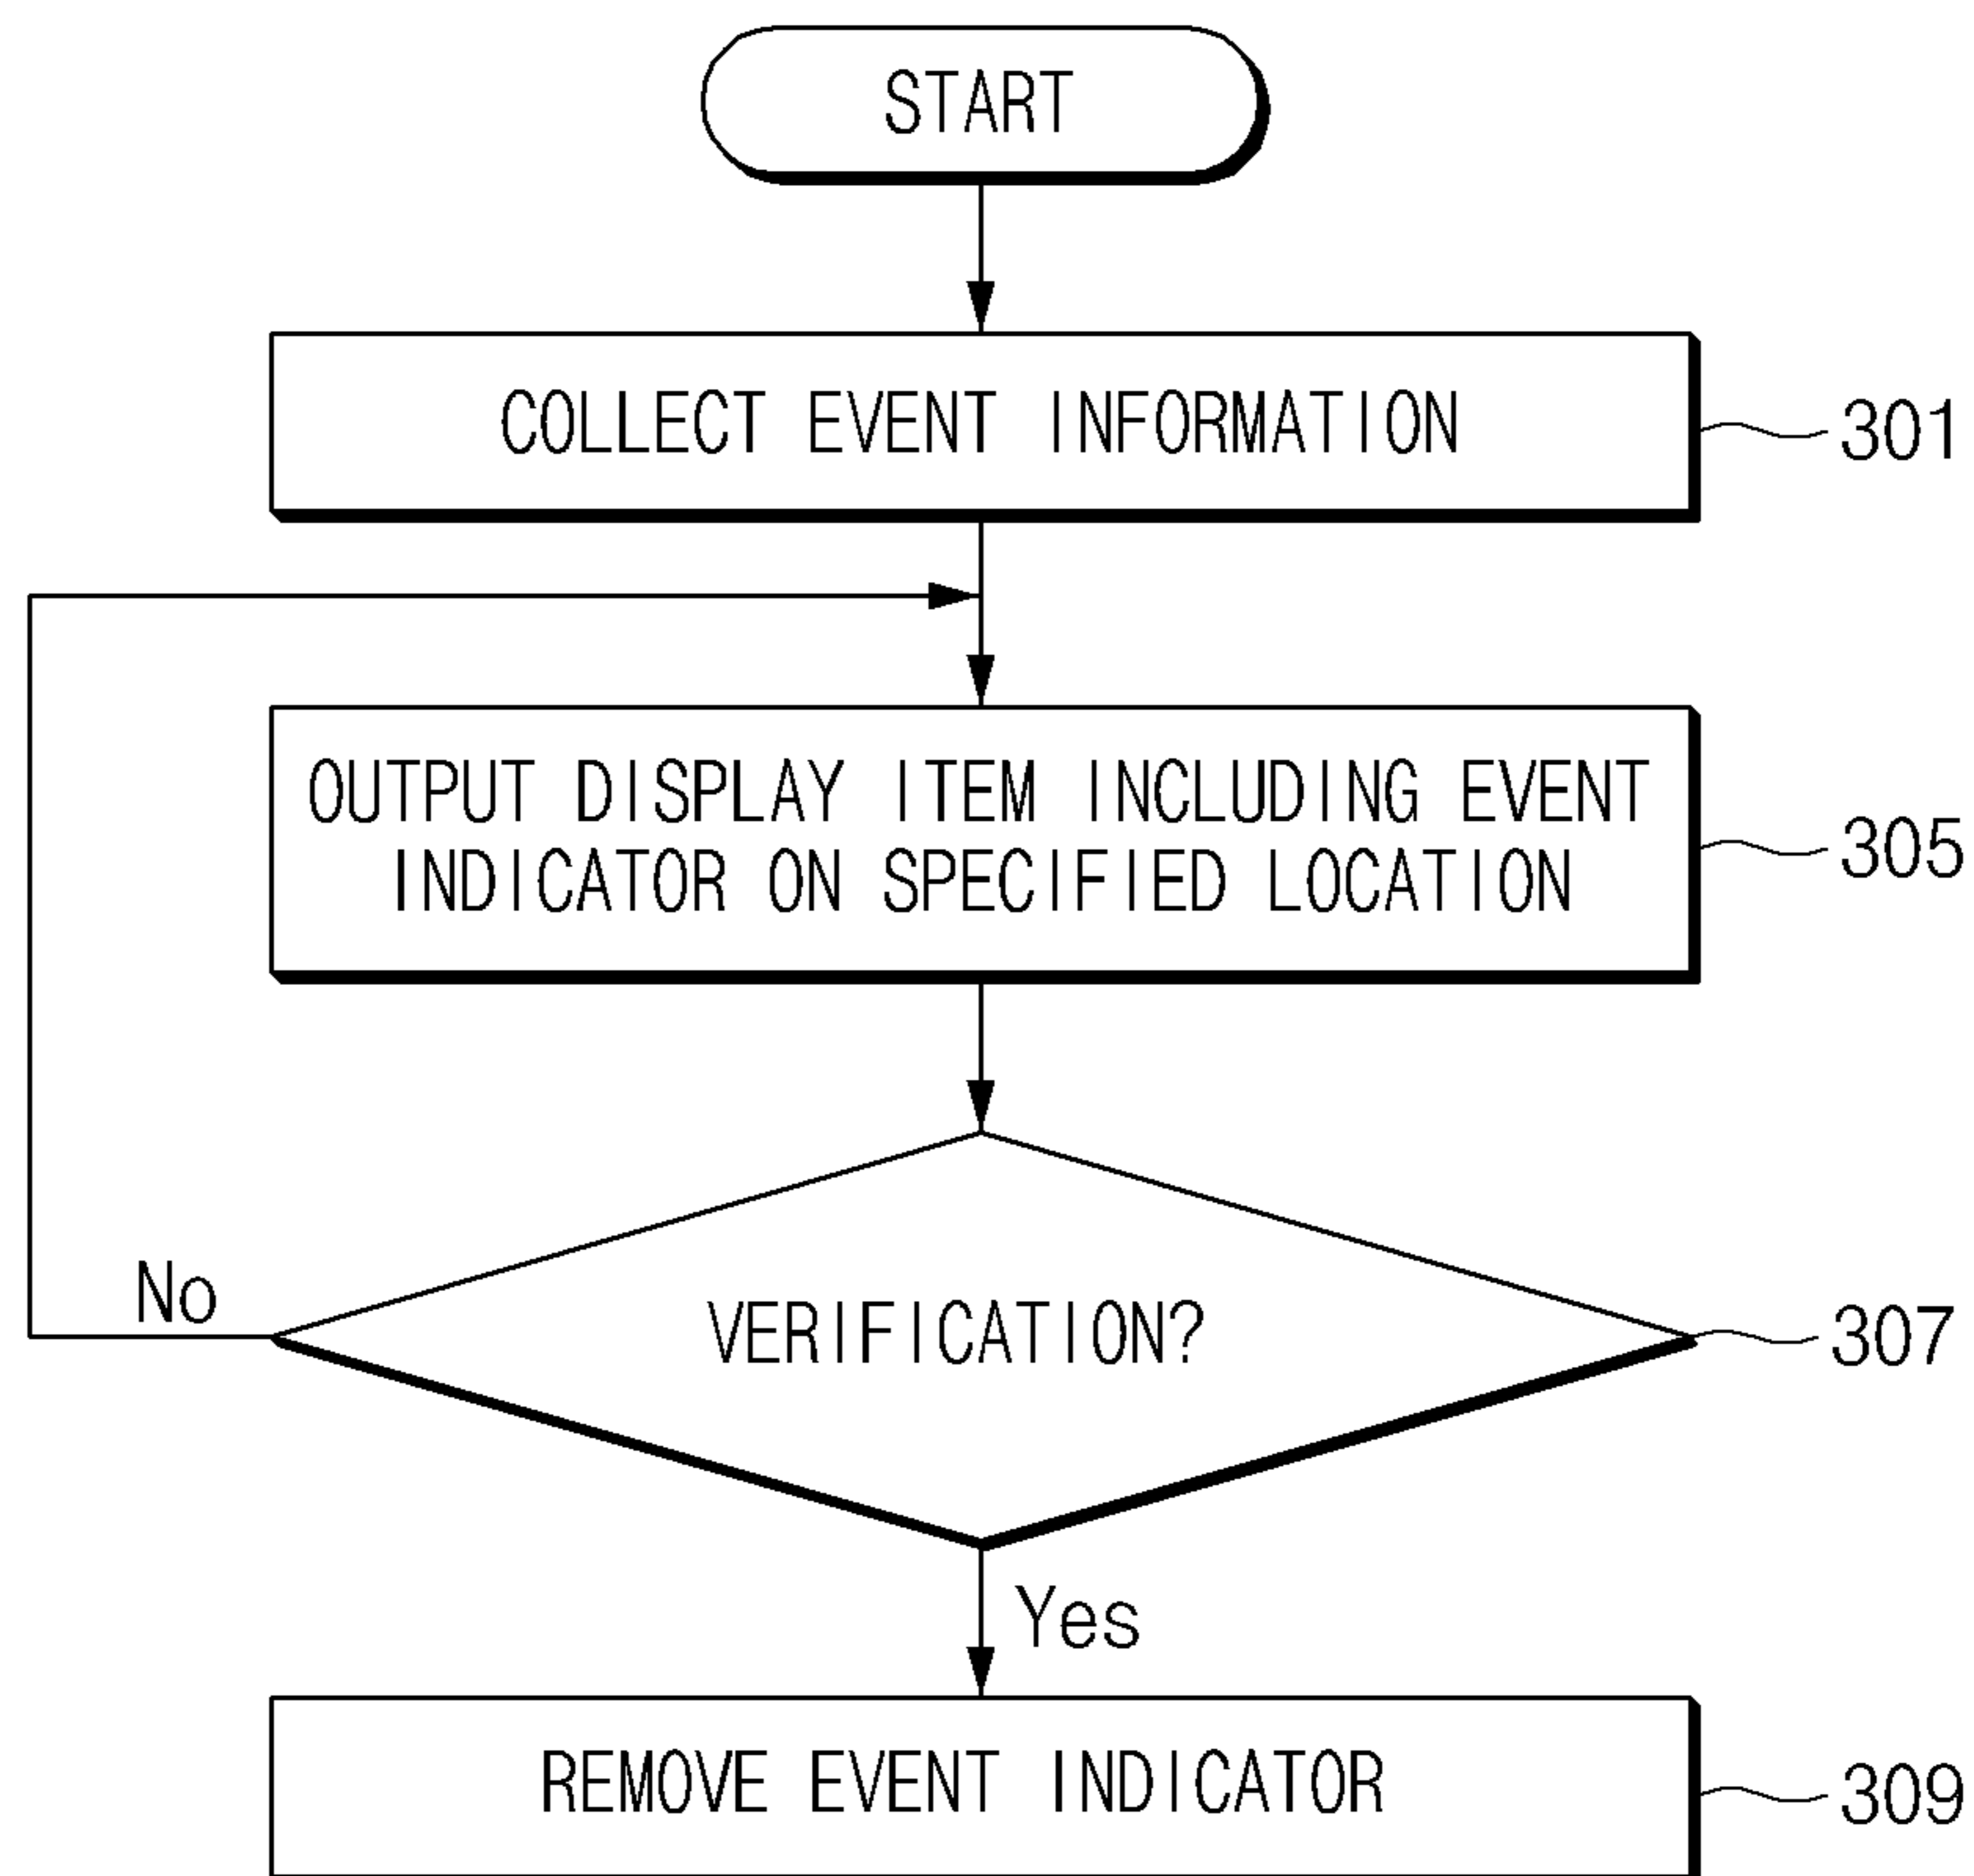 START
COLLECT EVENT INFORMATION
301
OUTPUT DISPLAY ITEM INCLUDING EVENT
INDICATOR ON SPECIFIED LOCATION
305
No
VERIFICATION?
307
Yes
REMOVE EVENT INDICATOR
309